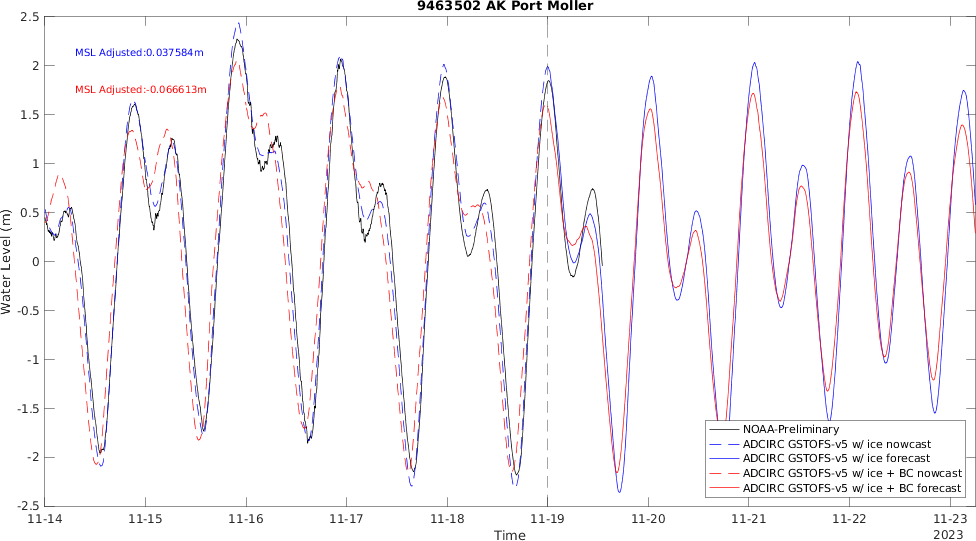 9463502 AK Port Moller
MSL Adjusted:0.037584m
MSL Adjusted:-0.066613m
Water Level (m)
2.5
2
1.5
1
0.5
0
-0.5
-1
-1.5
-2
-2.5
NOAA-Preliminary
ADCIRC GSTOFS-v5 w/ ice nowcast
ADCIRC GSTOFS-v5 w/ ice forecast
ADCIRC GSTOFS-v5 w/ ice + BC nowcast
ADCIRC GSTOFS-v5 w/ ice + BC forecast
11-14 11-15 11-16 11-17 11-18 11-19 11-20 11-21 11-22 11-23
Time
2023